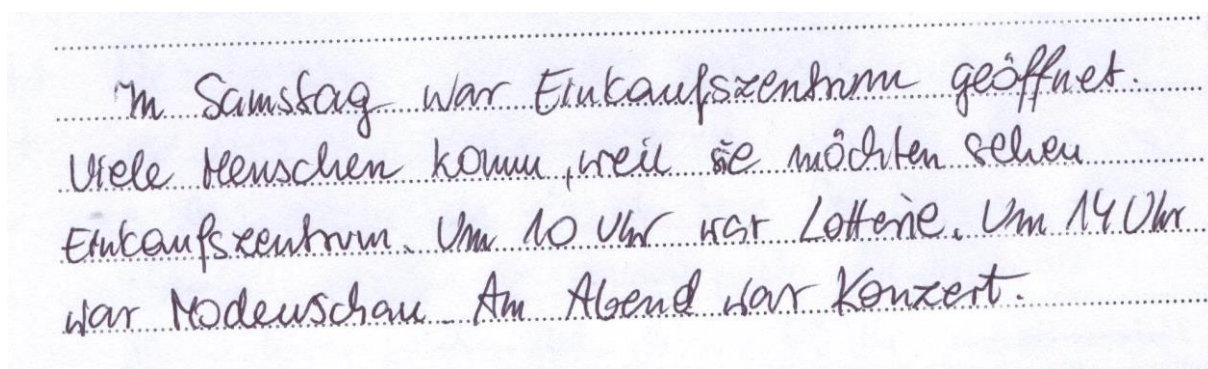 Im Samstag war Einkaufszentrum geöffnet.
Viele Menschen komm, weil sie möchten sehen
Einkaufszentrum. Um 10 Uhr war Lotterie. Um 14 Uhr
war Modenschau. Am Abend war Konzert.